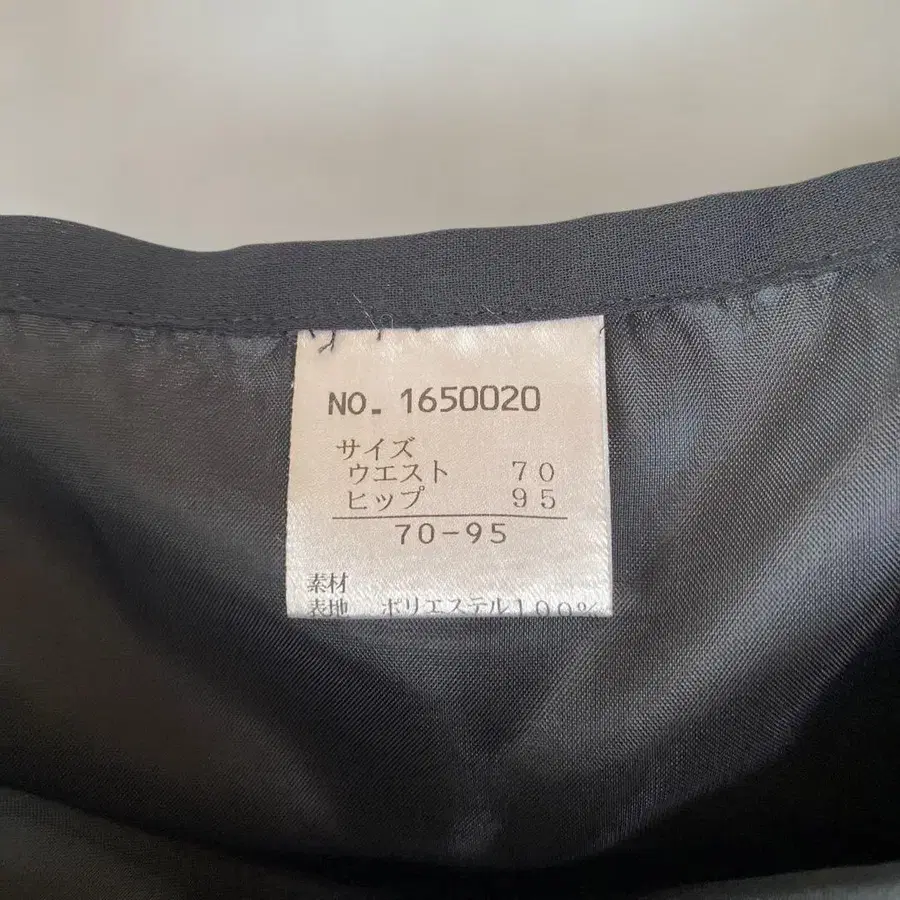 NO. 1650020
サイズ
ウエスト 70
ヒップ 95
70-95
素材
表地 ポリエステル100%